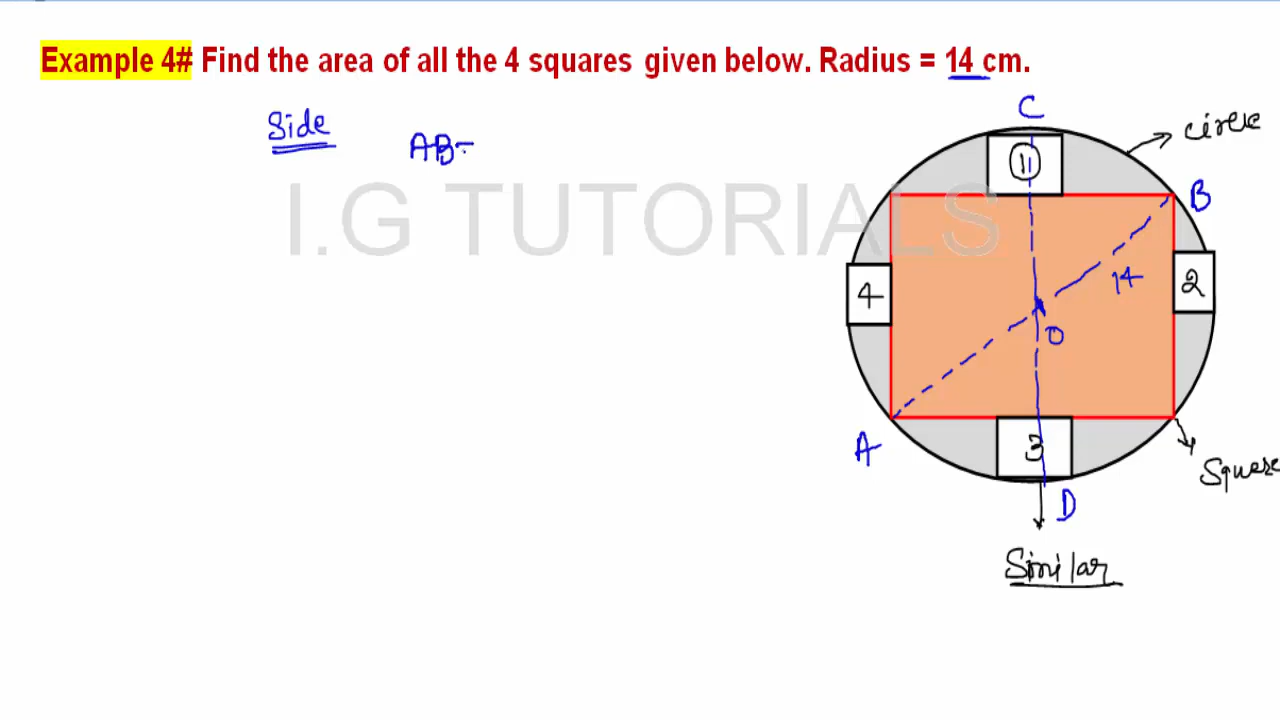 Example 4# Find the area of all the 4 squares given below. Radius = 14 cm.
Side
AB=
I.G TUTORIALS
C
circle
1
B
4
14
2
O
A
3
Square
D
Similar